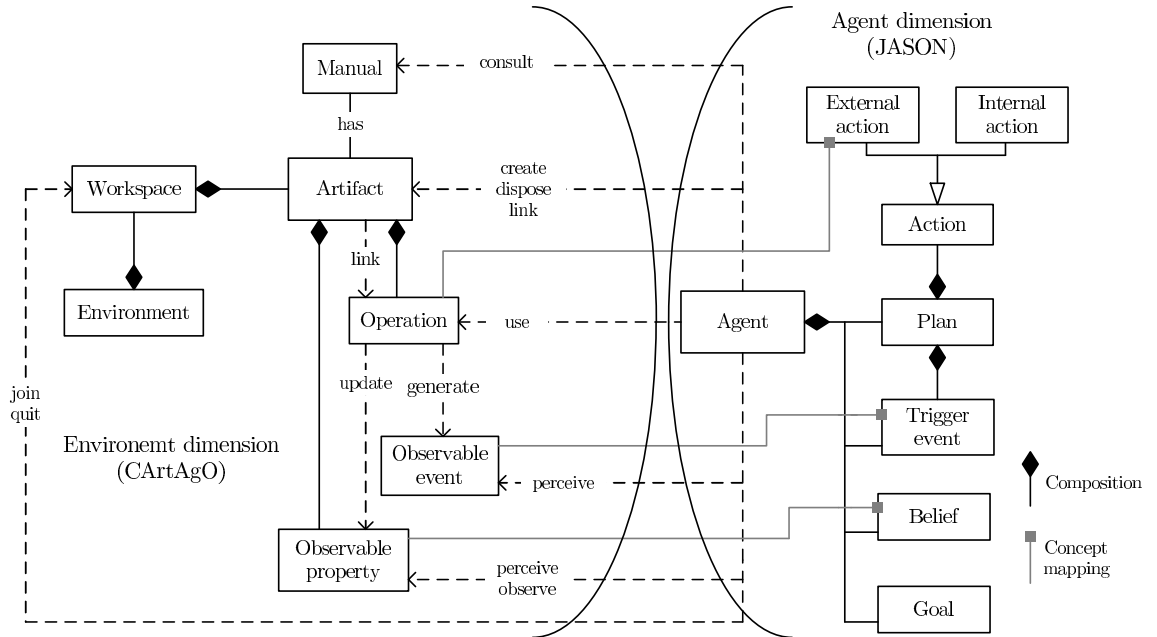 Agent dimension
(JASON)
Manual
consult
External
action
Internal
action
has
Workspace
Artifact
create
dispose
link
Action
link
Environment
Operation
use
Agent
Plan
update
generate
join
quit
Trigger
event
Environemt dimension
(CArtAgO)
Observable
event
perceive
Composition
Belief
Observable
property
perceive
observe
Concept
mapping
Goal